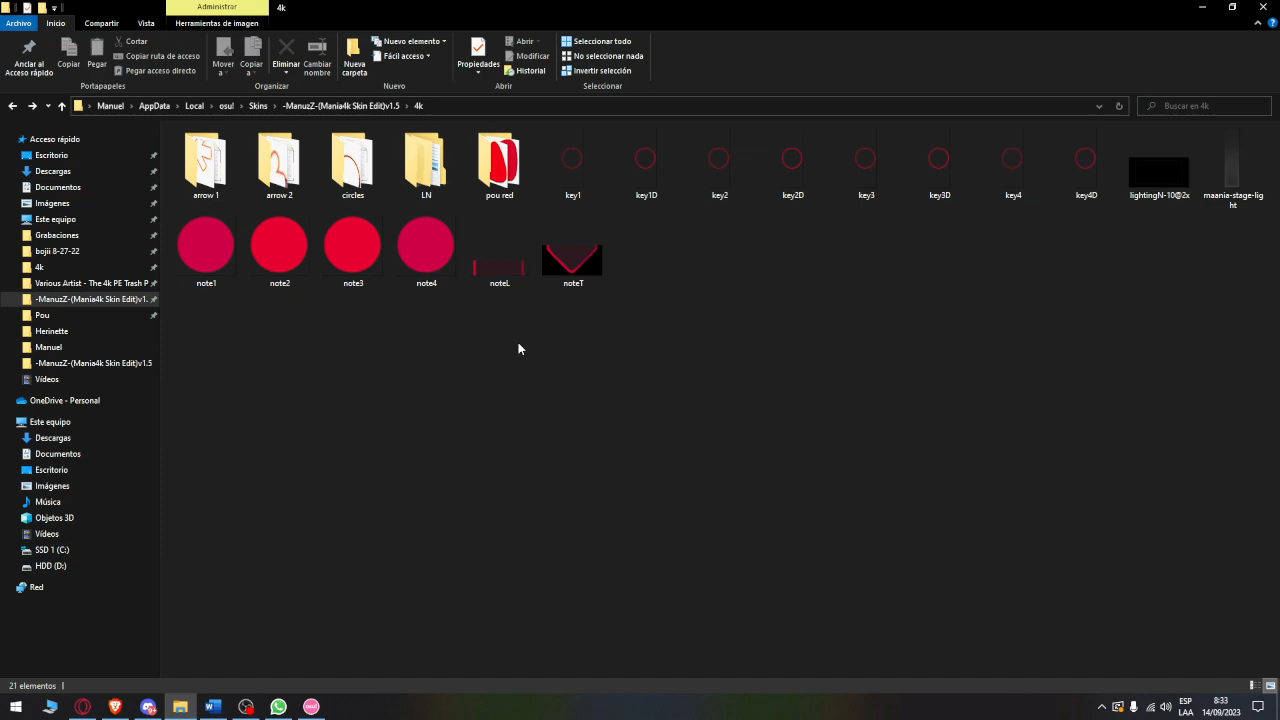 Administrar
4k
Archivo
Inicio
Compartir
Vista
Herramientas de imagen
Anclar al
Acceso rápido
Copiar
Pegar
Cortar
Copiar ruta de acceso
Pegar acceso directo
Portapapeles
Mover
a
Copiar
a
Eliminar
Cambiar
nombre
Organizar
Nueva
carpeta
Nuevo elemento
Fácil acceso
Nuevo
Propiedades
Abrir
Modificar
Historial
Abrir
Seleccionar todo
No seleccionar nada
Invertir selección
Seleccionar
Manuel
AppData
Local
osu!
Skins
-ManuzZ-(Mania4k Skin Edit)v1.5
4k
Buscar en 4k
Acceso rápido
Escritorio
Descargas
Documentos
Imágenes
Este equipo
Grabaciones
bojii 8-27-22
4k
Various Artist - The 4k PE Trash P
-ManuzZ-(Mania4k Skin Edit)v1.
Pou
Herinette
Manuel
-ManuzZ-(Mania4k Skin Edit)v1.5
Vídeos
OneDrive - Personal
Este equipo
Descargas
Documentos
Escritorio
Imágenes
Música
Objetos 3D
Vídeos
SSD 1 (C:)
HDD (D:)
Red
arrow 1
arrow 2
circles
LN
pou red
key1
key1D
key2
key2D
key3
key3D
key4
key4D
lightingN-10@2x
maania-stage-lig
ht
note1
note2
note3
note4
noteL
noteT
21 elementos
osu!
ESP
LAA
8:33
14/09/2023